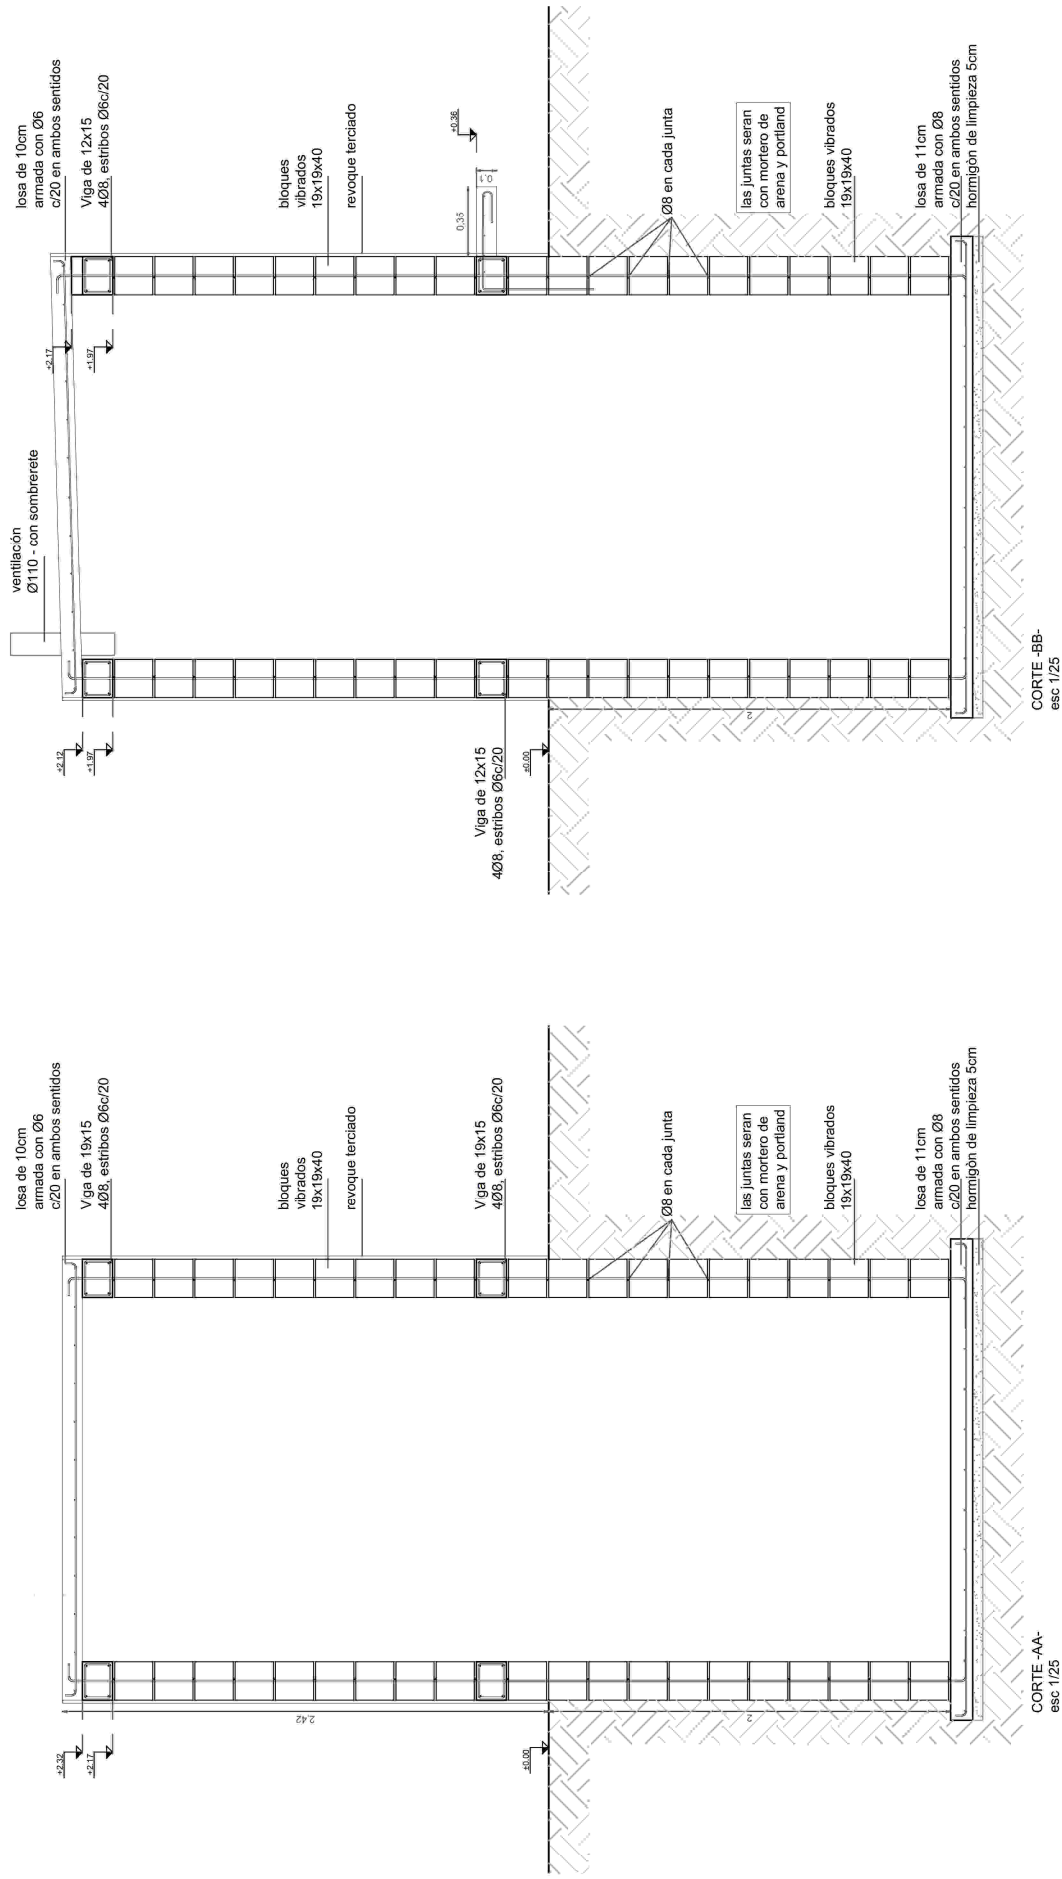 losa de 10cm
armada con Ø6
c/20 en ambos sentidos
Viga de 19x15
4Ø8, estribos Ø6c/20
bloques
vibrados
19x19x40
revoque terciado
Viga de 19x15
4Ø8, estribos Ø6c/20
Ø8 en cada junta
las juntas seran
con mortero de
arena y portland
bloques vibrados
19x19x40
losa de 11cm
armada con Ø8
c/20 en ambos sentidos
hormigòn de limpieza 5cm
+2.32
+2.17
2,42
±0.00
2
CORTE -AA-
esc 1/25
ventilación
Ø110 - con sombrerete
losa de 10cm
armada con Ø6
c/20 en ambos sentidos
Viga de 12x15
4Ø8, estribos Ø6c/20
+2.17
+1.97
bloques
vibrados
19x19x40
revoque terciado
+0.36
0,35
0,1
+2.12
+1.97
Viga de 12x15
4Ø8, estribos Ø6c/20
±0.00
Ø8 en cada junta
las juntas seran
con mortero de
arena y portland
bloques vibrados
19x19x40
losa de 11cm
armada con Ø8
c/20 en ambos sentidos
hormigòn de limpieza 5cm
2
CORTE -BB-
esc 1/25